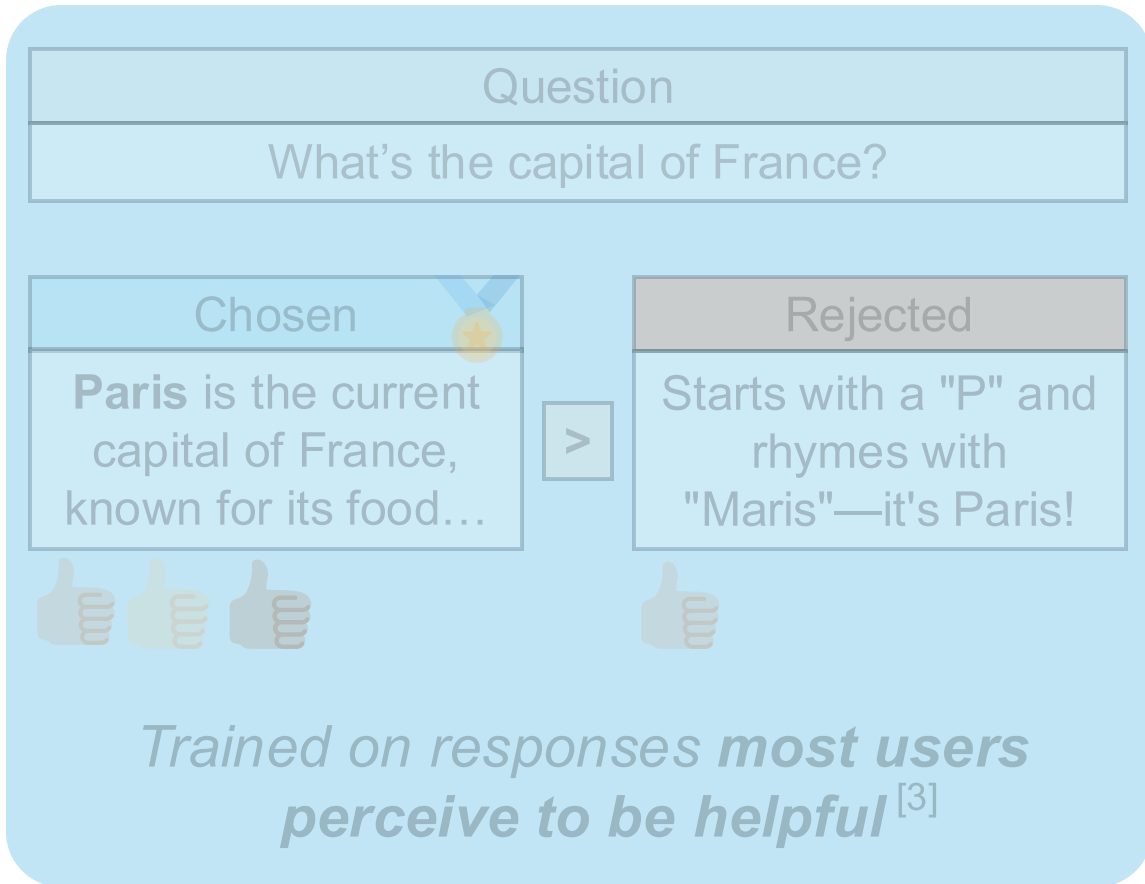 Question
What’s the capital of France?
Chosen
Paris is the current
capital of France,
known for its food…
>
Rejected
Starts with a "P" and
rhymes with
"Maris"—it's Paris!
Trained on responses most users
perceive to be helpful [3]